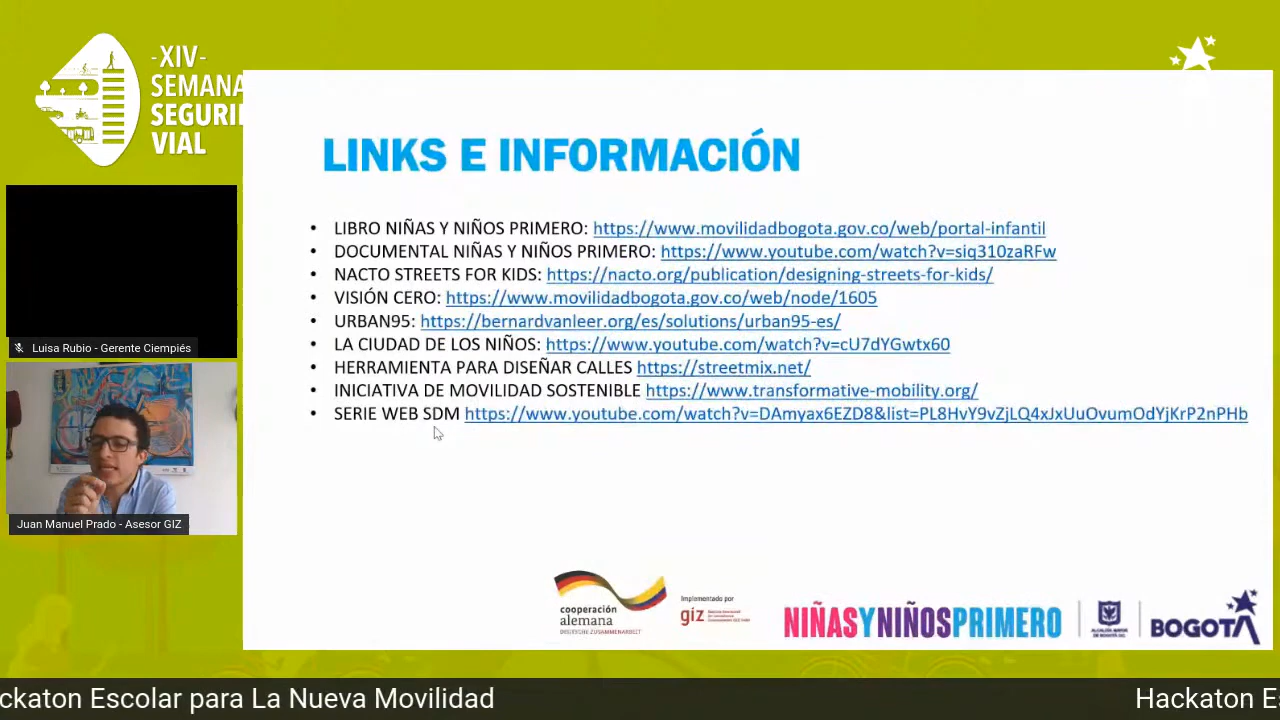 -XIV-
SEMANA
SEGURI
VIAL
LINKS E INFORMACIÓN
• LIBRO NIÑAS Y NIÑOS PRIMERO: https://www.movilidadbogota.gov.co/web/portal-infantil
• DOCUMENTAL NIÑAS Y NIÑOS PRIMERO: https://www.youtube.com/watch?v=siq310zaRFw
• NACTO STREETS FOR KIDS: https://nacto.org/publication/designing-streets-for-kids/
• VISIÓN CERO: https://www.movilidadbogota.gov.co/web/node/1605
• URBAN95: https://bernardvanleer.org/es/solutions/urban95-es/
• LA CIUDAD DE LOS NIÑOS: https://www.youtube.com/watch?v=cU7dYGwtx60
• HERRAMIENTA PARA DISEÑAR CALLES https://streetmix.net/
• INICIATIVA DE MOVILIDAD SOSTENIBLE https://www.transformative-mobility.org/
• SERIE WEB SDM https://www.youtube.com/watch?v=DAmyax6EZD8&list=PL8HvY9vZjLQ4xJxUuOvumOdYjKrP2nPHb
Luisa Rubio - Gerente Ciempiés
Juan Manuel Prado - Asesor GIZ
cooperación
alemana
DEUTSCHE ZUSAMMENARBEIT
Implementado por
giz
NIÑASYNIÑOSPRIMERO
ALCALDÍA MAYOR
DE BOGOTÁ D.C.
BOGOTÁ
ckaton Escolar para La Nueva Movilidad
Hackaton Es